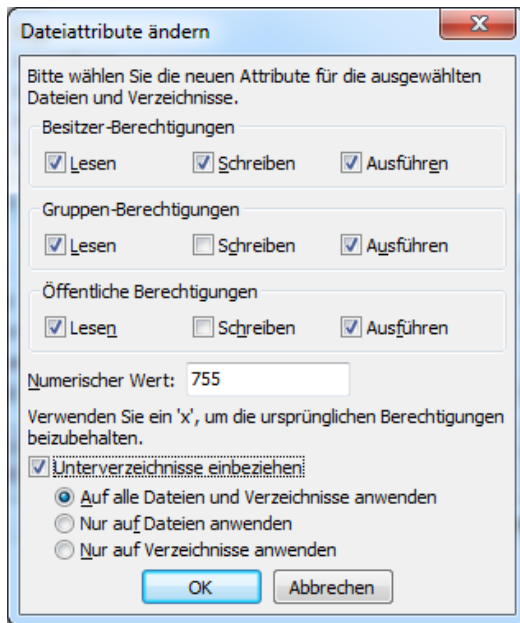 Dateiattribute ändern
Bitte wählen Sie die neuen Attribute für die ausgewählten
Dateien und Verzeichnisse.
Besitzer-Berechtigungen
Lesen Schreiben Ausführen
Gruppen-Berechtigungen
Lesen Schreiben Ausführen
Öffentliche Berechtigungen
Lesen Schreiben Ausführen
Numerischer Wert: 755
Verwenden Sie ein 'x', um die ursprünglichen Berechtigungen
beizubehalten.
Unterverzeichnisse einbeziehen
Auf alle Dateien und Verzeichnisse anwenden
Nur auf Dateien anwenden
Nur auf Verzeichnisse anwenden
OK Abbrechen